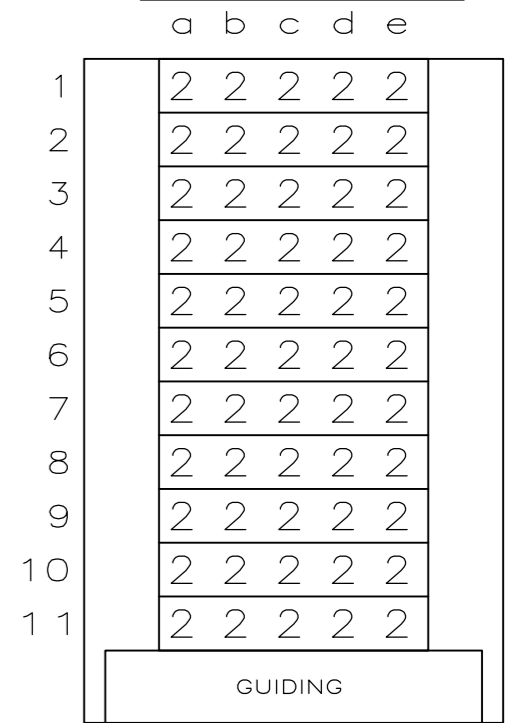 a b c d e
1 2 2 2 2 2
2 2 2 2 2 2
3 2 2 2 2 2
4 2 2 2 2 2
5 2 2 2 2 2
6 2 2 2 2 2
7 2 2 2 2 2
8 2 2 2 2 2
9 2 2 2 2 2
10 2 2 2 2 2
11 2 2 2 2 2
GUIDING